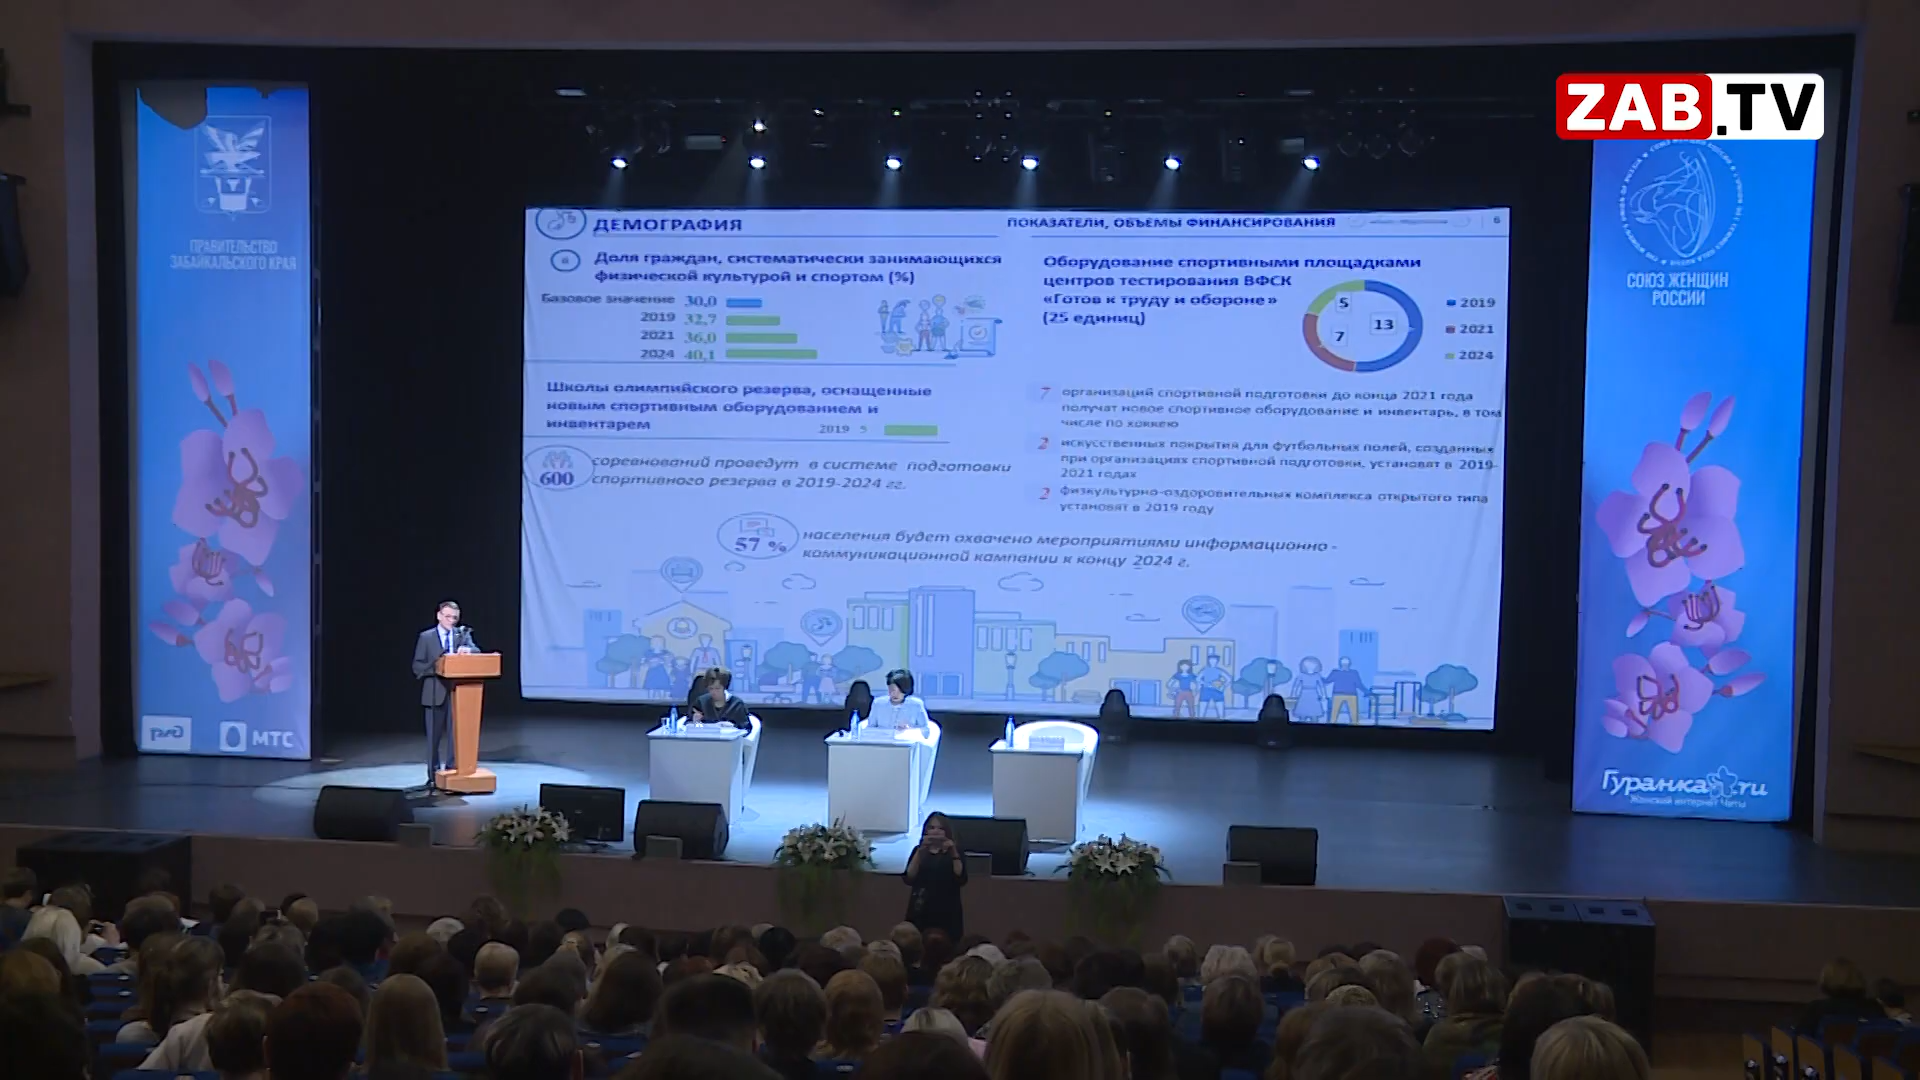 ZAB.TV
ПРАВИТЕЛЬСТВО
ЗАБАЙКАЛЬСКОГО КРАЯ
РЖД
МТС
ДЕМОГРАФИЯ
ПОКАЗАТЕЛИ, ОБЪЕМЫ ФИНАНСИРОВАНИЯ
6
Доля граждан, систематически занимающихся
физической культурой и спортом (%)
Базовое значение 30,0
2019 32,7
2021 36,0
2024 40,1
Школы олимпийского резерва, оснащенные
новым спортивным оборудованием и
инвентарем
2019 5
600
соревнований проведут в системе подготовки
спортивного резерва в 2019-2024 гг.
Оборудование спортивными площадками
центров тестирования ВФСК
«Готов к труду и обороне»
(25 единиц)
5
13
7
2019
2021
2024
7 организаций спортивной подготовки до конца 2021 года
получат новое спортивное оборудование и инвентарь, в том
числе по хоккею
2 искусственных покрытия для футбольных полей, созданных
при организациях спортивной подготовки, установят в 2019-
2021 годах
2 физкультурно-оздоровительных комплекса открытого типа
установят в 2019 году
57 %
населения будет охвачено мероприятиями информационно -
коммуникационной кампании к концу 2024 г.
СОЮЗ ЖЕНЩИН
РОССИИ
Гуранка.ru
Женский интернет Читы